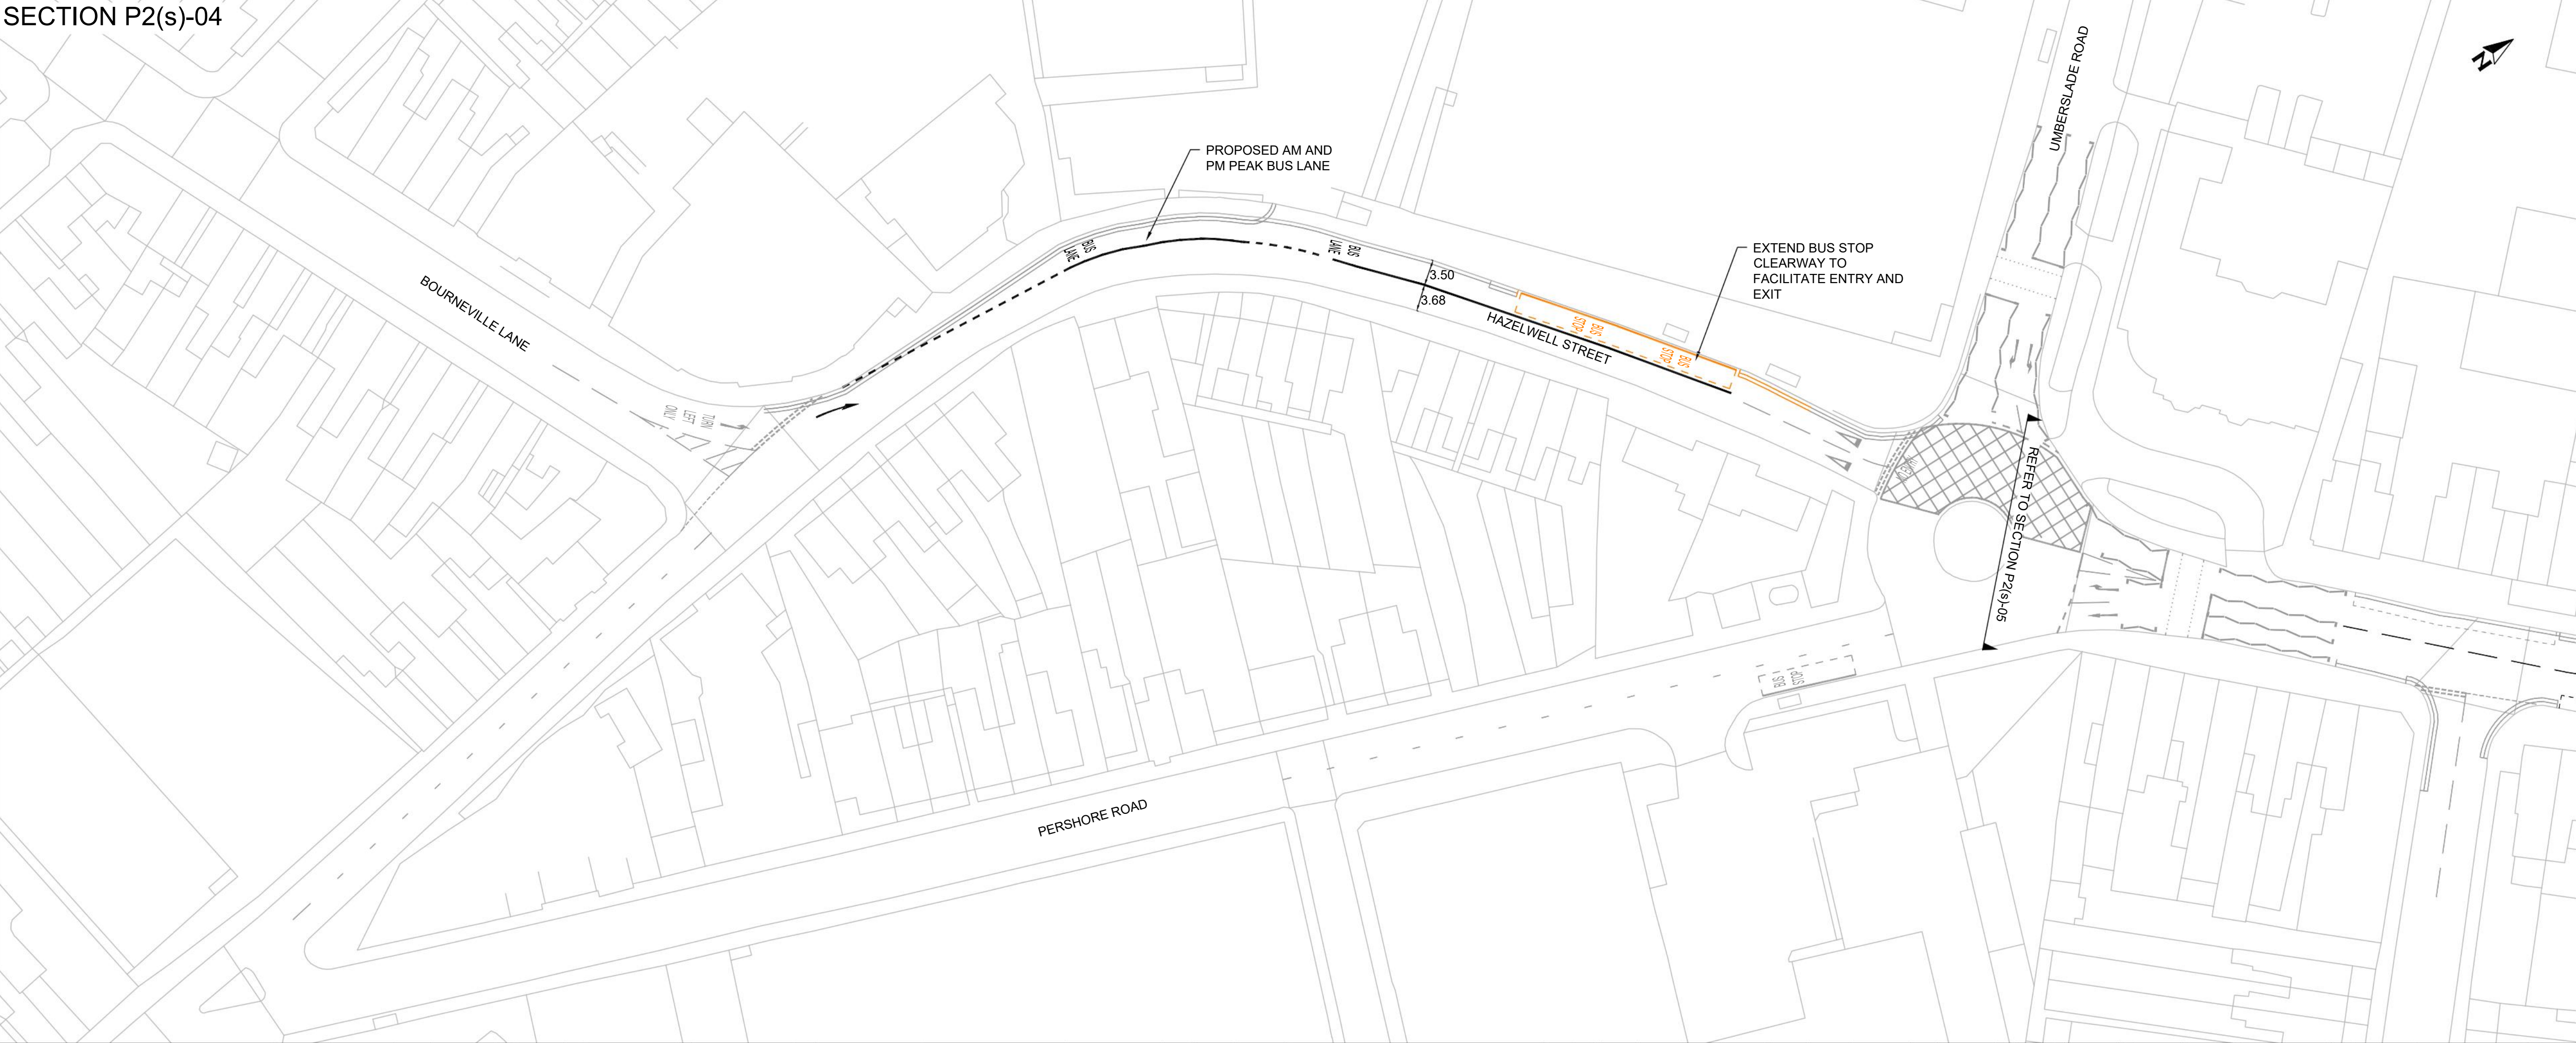 SECTION P2(s)-04
N
UMBERSLADE ROAD
PROPOSED AM AND
PM PEAK BUS LANE
BUS
LANE
BUS
LANE
EXTEND BUS STOP
CLEARWAY TO
FACILITATE ENTRY AND
EXIT
3.50
3.68
BOURNEVILLE LANE
HAZELWELL STREET
BUS
STOP
BUS
STOP
TURN
LEFT
ONLY
REFER TO SECTION P2(s)-05
BUS
STOP
PERSHORE ROAD